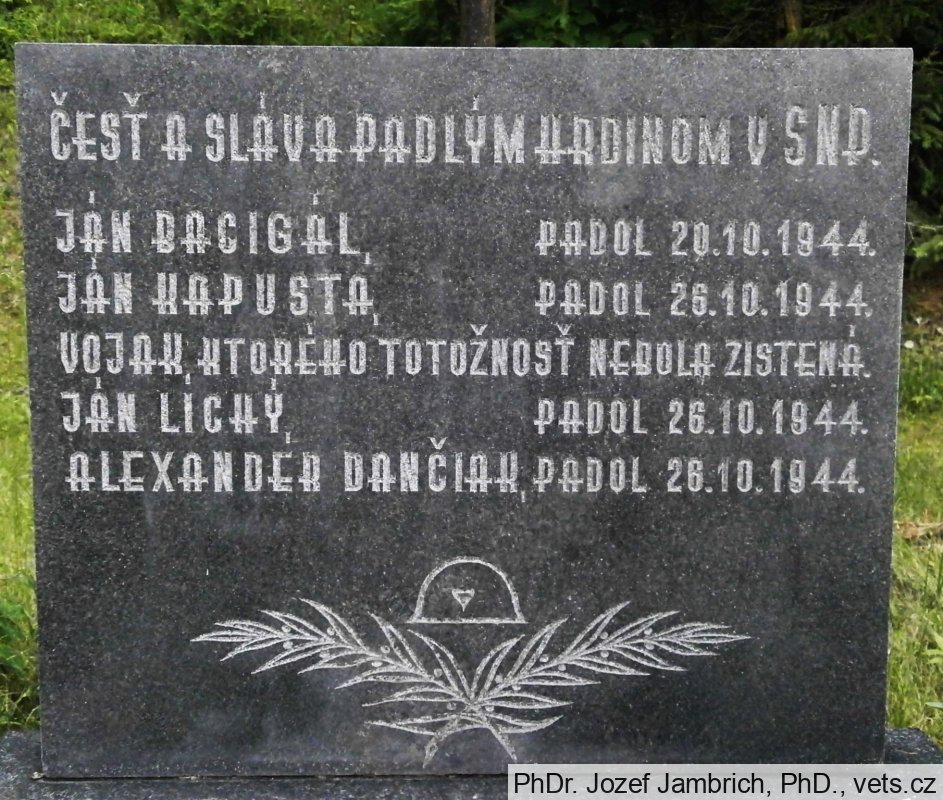 ČESŤ A SLÁVA PADLÝM HRDINOM V SNP.
JÁN BACIGÁL, PADOL 20.10.1944.
JÁN KAPUSTA, PADOL 26.10.1944.
VOJAK, KTORÉHO TOTOŽNOSŤ NEBOLA ZISTENÁ.
JÁN LICHÝ, PADOL 26.10.1944.
ALEXANDER DANČIAK, PADOL 26.10.1944.
PhDr. Jozef Jambrich, PhD., vets.cz